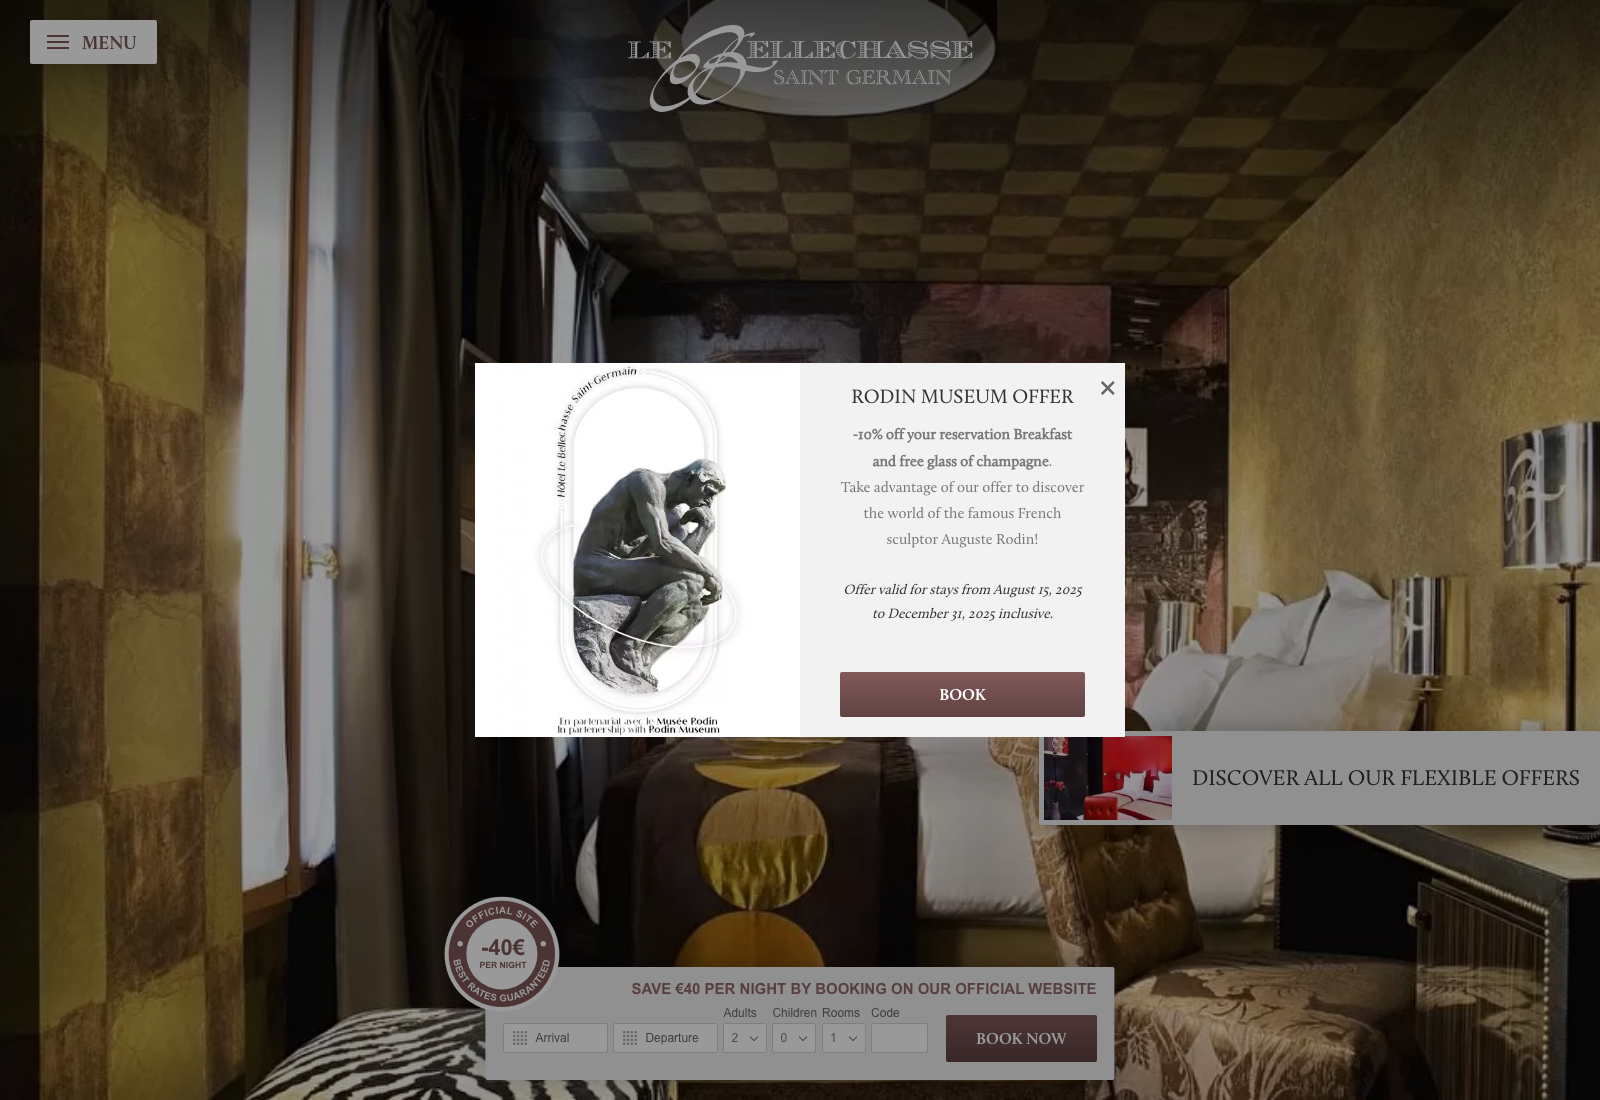 MENU
LE BELLECHASSE
SAINT GERMAIN
Hôtel Le Bellechasse Saint-Germain
En partenariat avec le Musée Rodin
In partenership with Rodin Museum
RODIN MUSEUM OFFER
-10% off your reservation Breakfast
and free glass of champagne.
Take advantage of our offer to discover
the world of the famous French
sculptor Auguste Rodin!
Offer valid for stays from August 15, 2025
to December 31, 2025 inclusive.
BOOK
DISCOVER ALL OUR FLEXIBLE OFFERS
OFFICIAL SITE
-40€
PER NIGHT
BEST RATES GUARANTEED
SAVE €40 PER NIGHT BY BOOKING ON OUR OFFICIAL WEBSITE
Adults Children Rooms Code
Arrival Departure 2 0 1
BOOK NOW